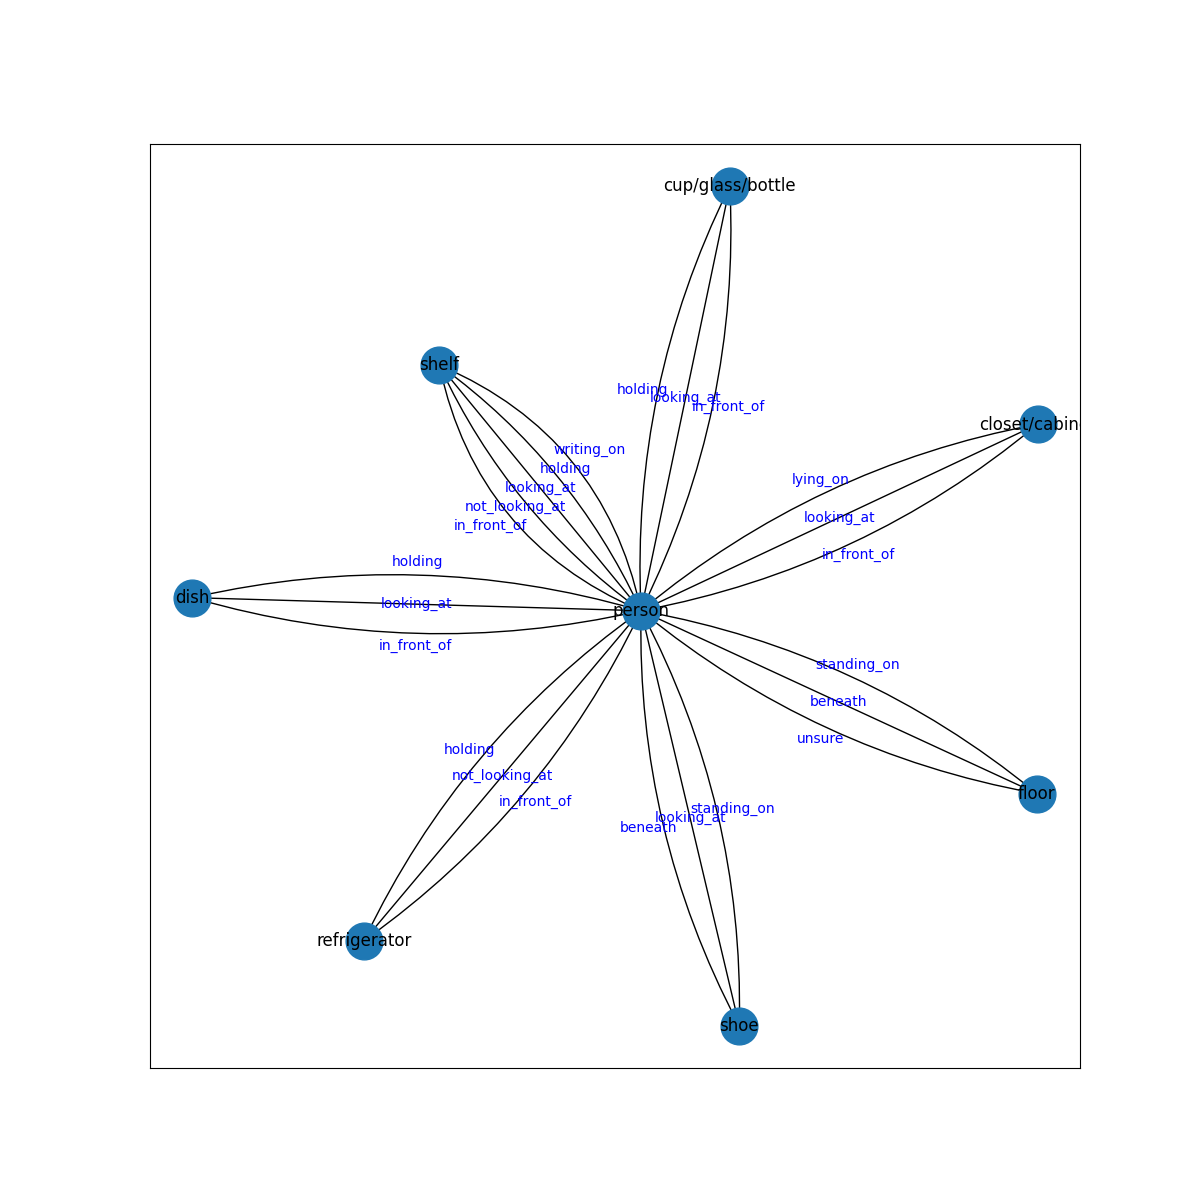 cup/glass/bottle
shelf
holding
looking_at
in_front_of
closet/cabin
writing_on
holding
looking_at
not_looking_at
in_front_of
lying_on
looking_at
in_front_of
holding
dish
looking_at
in_front_of
person
standing_on
beneath
unsure
holding
not_looking_at
in_front_of
standing_on
looking_at
beneath
floor
refrigerator
shoe